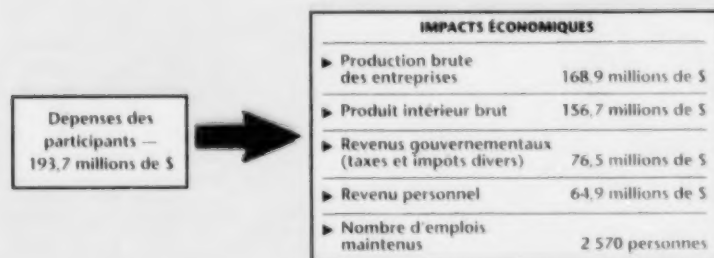 Depenses des
participants —
193,7 millions de $
IMPACTS ÉCONOMIQUES
► Production brute
des entreprises 168,9 millions de $
► Produit intérieur brut 156,7 millions de $
► Revenus gouvernementaux
(taxes et impôts divers) 76,5 millions de $
► Revenu personnel 64,9 millions de $
► Nombre d'emplois
maintenus 2 570 personnes